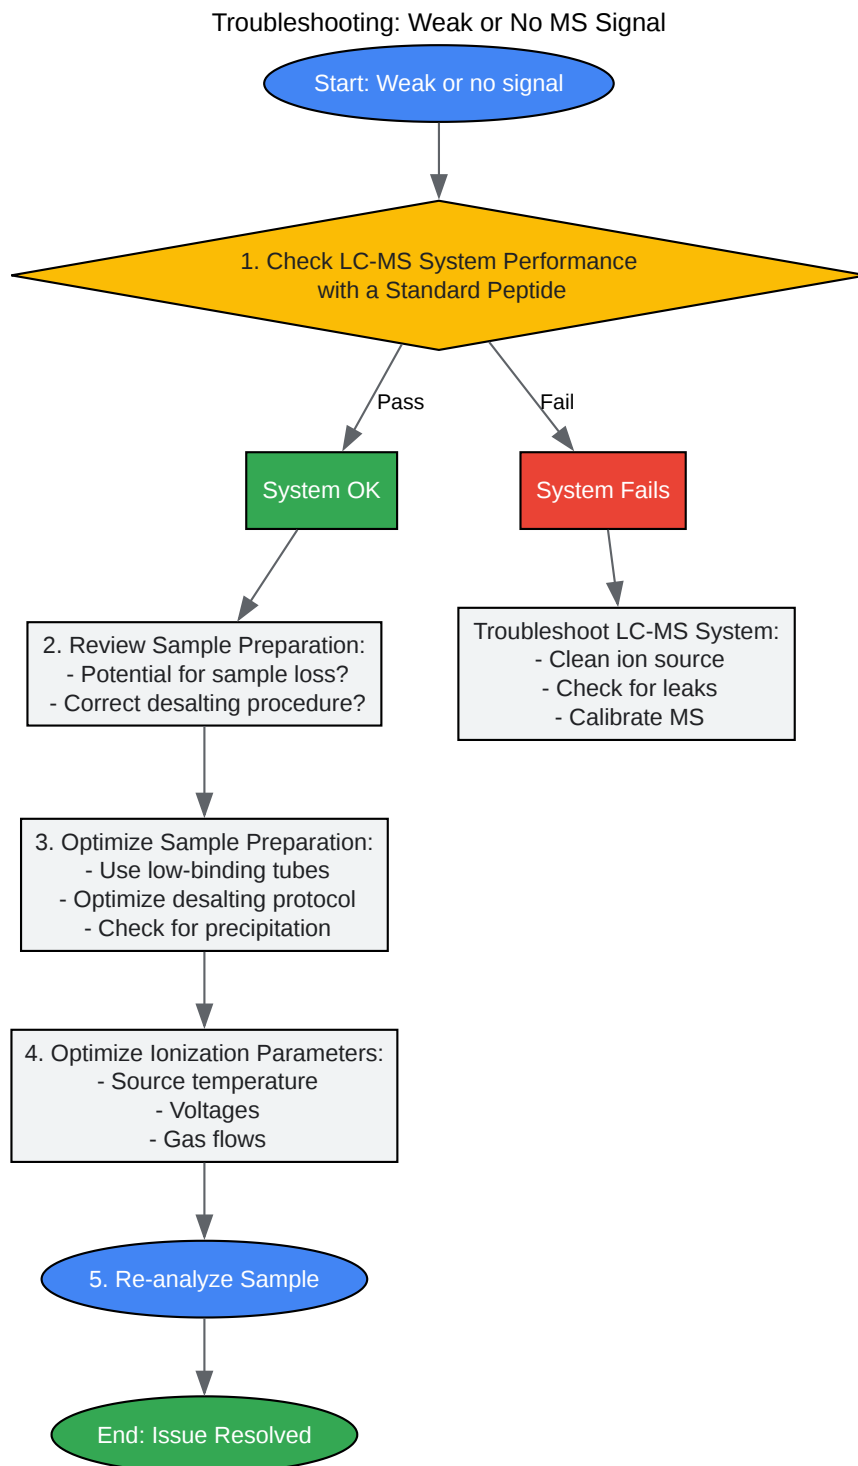 Troubleshooting: Weak or No MS Signal
Start: Weak or no signal
1. Check LC-MS System Performance
with a Standard Peptide
Pass
Fail
System OK
System Fails
2. Review Sample Preparation:
- Potential for sample loss?
- Correct desalting procedure?
Troubleshoot LC-MS System:
- Clean ion source
- Check for leaks
- Calibrate MS
3. Optimize Sample Preparation:
- Use low-binding tubes
- Optimize desalting protocol
- Check for precipitation
4. Optimize Ionization Parameters:
- Source temperature
- Voltages
- Gas flows
5. Re-analyze Sample
End: Issue Resolved